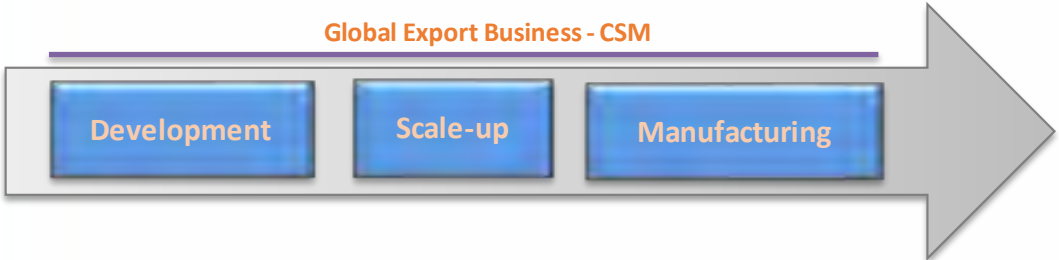 Global Export Business - CSM
Development
Scale-up
Manufacturing